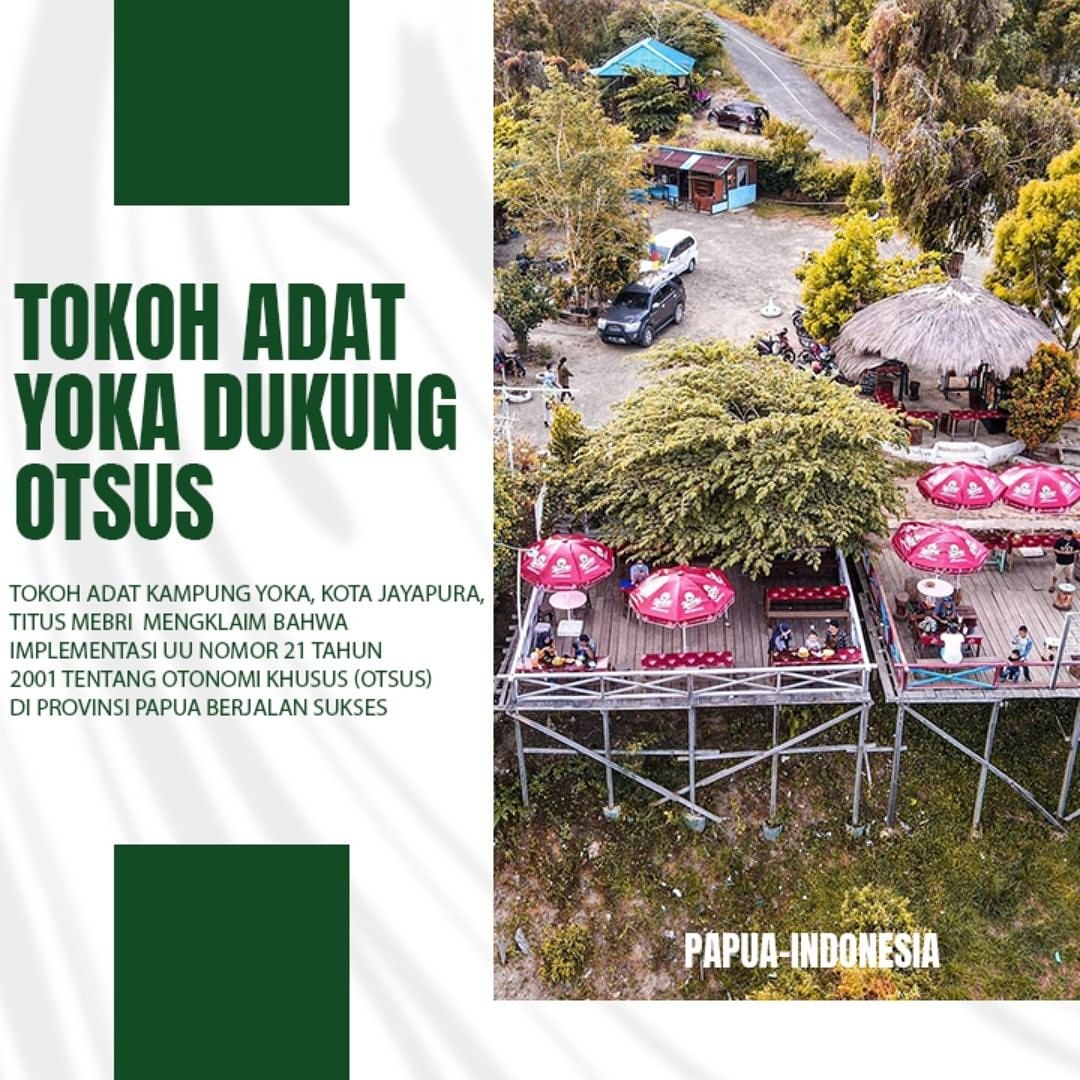 TOKOH ADAT
YOKA DUKUNG
OTSUS
TOKOH ADAT KAMPUNG YOKA, KOTA JAYAPURA,
TITUS MEBRI MENGKLAIM BAHWA
IMPLEMENTASI UU NOMOR 21 TAHUN
2001 TENTANG OTONOMI KHUSUS (OTSUS)
DI PROVINSI PAPUA BERJALAN SUKSES
PAPUA-INDONESIA